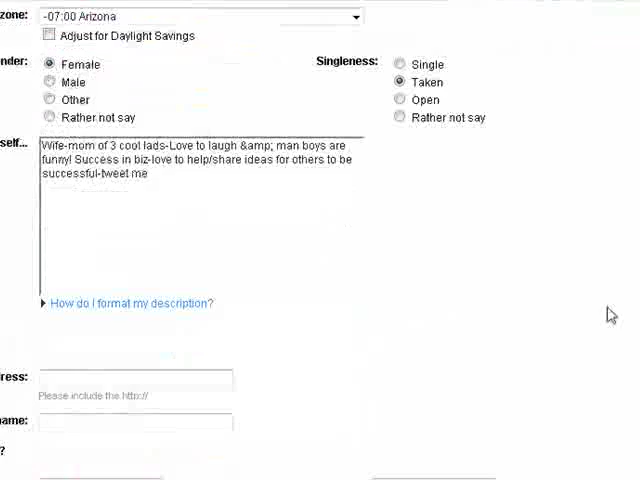 zone: -07:00 Arizona
Adjust for Daylight Savings
nder: Female Singleness: Single
Male Taken
Other Open
Rather not say Rather not say
self... Wife-mom of 3 cool lads-Love to laugh &amp; man boys are
funny! Success in biz-love to help/share ideas for others to be
successful-tweet me
How do I format my description?
ress:
Please include the http://
name:
?